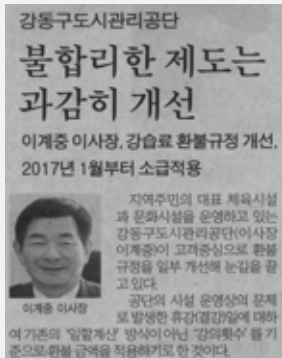 강동구도시관리공단
불합리한 제도는
과감히 개선
이계중 이사장, 강습료 환불규정 개선,
2017년 1월부터 소급적용
지역주민의 대표 체육시설
과 문화시설을 운영하고 있는
강동구도시관리공단(이사장
이계중)이 고객중심으로 환불
규정을 일부 개선해 눈길을 끌
고 있다.
공단의 시설 운영상의 문제
로 발생한 휴강(결강)일에 대하
여 기존의 '일할계산' 방식이 아닌 '강의횟수' 를 기
준으로 환불 금액을 적용하기로 한 것이다.
이계중 이사장